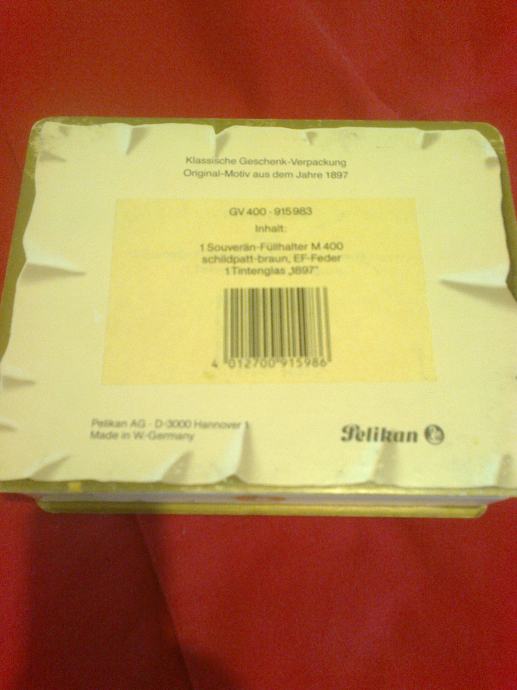 Klassische Geschenk-Verpackung
Original-Motiv aus dem Jahre 1897
GV 400 · 915983
Inhalt:
1 Souverän-Füllhalter M 400
schildpatt-braun, EF-Feder
1 Tintenglas „1897"
4 012700 915986
Pelikan AG · D-3000 Hannover 1
Made in W.-Germany
Pelikan